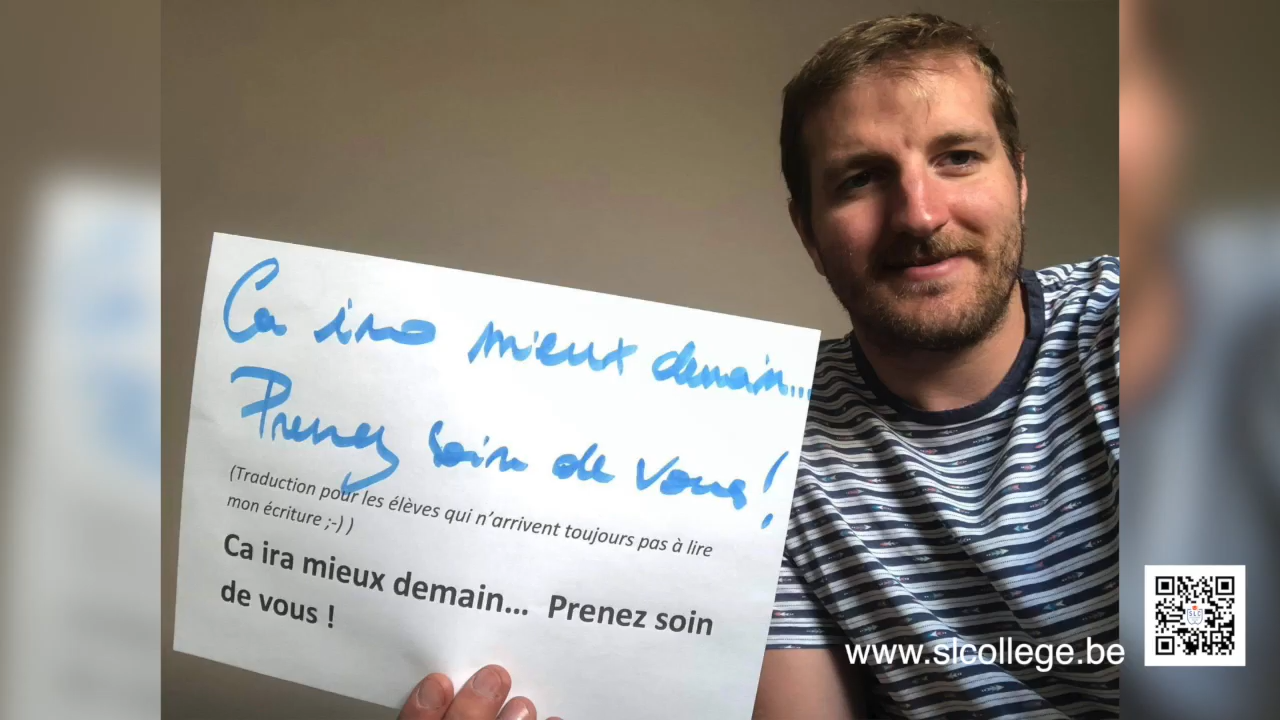 Ca ira mieux demain...
Prenez soin de vous !
(Traduction pour les élèves qui n’arrivent toujours pas à lire
mon écriture ;-) )
Ca ira mieux demain... Prenez soin
de vous !
www.slcollege.be
SLC